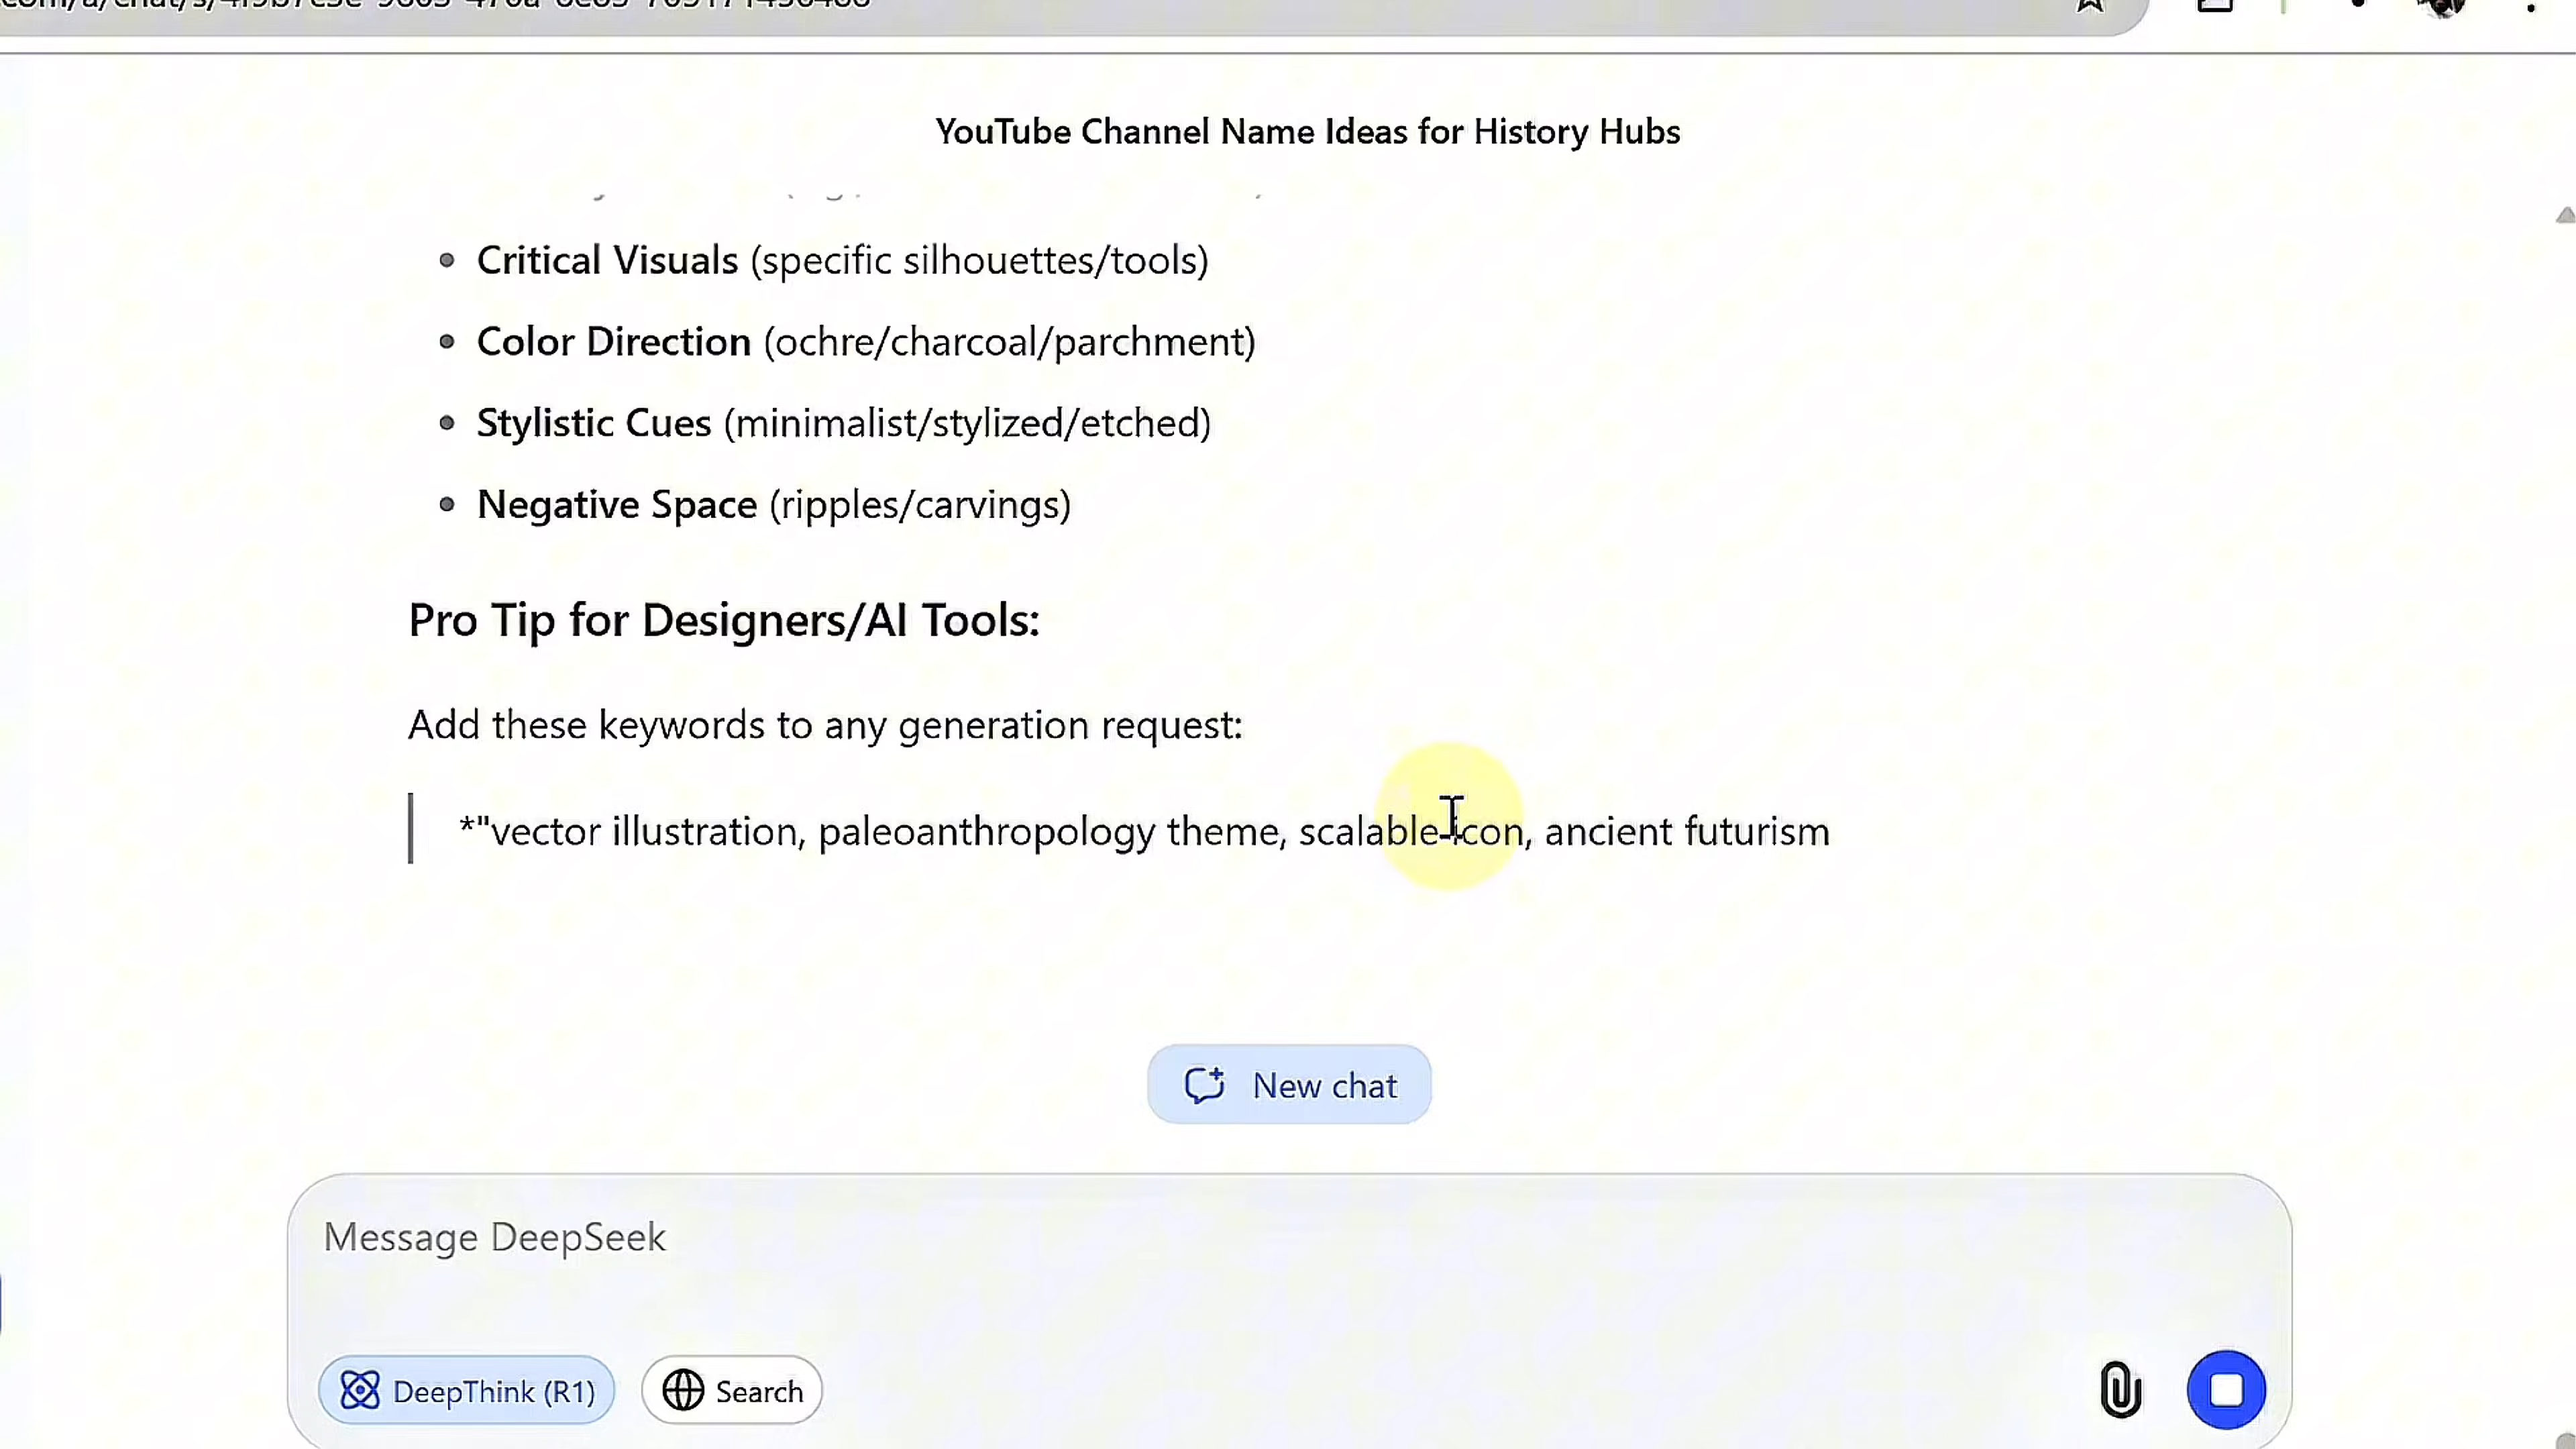 YouTube Channel Name Ideas for History Hubs
Critical Visuals (specific silhouettes/tools)
Color Direction (ochre/charcoal/parchment)
Stylistic Cues (minimalist/stylized/etched)
Negative Space (ripples/carvings)
Pro Tip for Designers/AI Tools:
Add these keywords to any generation request:
*"vector illustration, paleoanthropology theme, scalable icon, ancient futurism
New chat
Message DeepSeek
DeepThink (R1)
Search